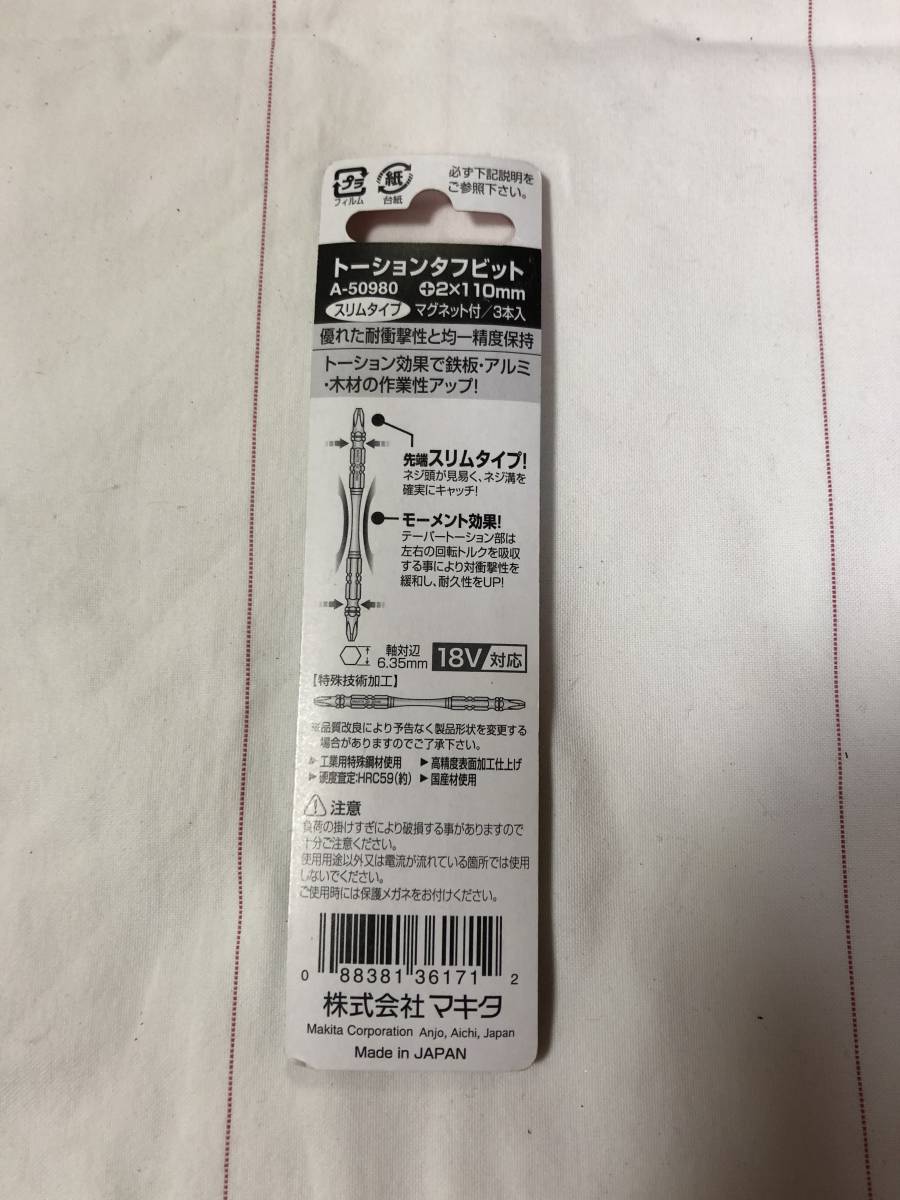 プラ
フィルム
紙
台紙
必ず下記説明を
ご参照下さい。
トーションタフビット
A-50980 ⊕2×110mm
スリムタイプ マグネット付/3本入
優れた耐衝撃性と均一精度保持
トーション効果で鉄板・アルミ
・木材の作業性アップ!
先端スリムタイプ!
ネジ頭が見易く、ネジ溝を
確実にキャッチ!
モーメント効果!
テーパートーション部は
左右の回転トルクを吸収
する事により対衝撃性を
緩和し、耐久性をUP!
軸対辺
6.35mm
18V/対応
【特殊技術加工】
※品質改良により予告なく製品形状を変更する
場合がありますのでご了承下さい。
▶工業用特殊鋼材使用 ▶高精度表面加工仕上げ
▶硬度査定:HRC59(約) ▶国産材使用
⚠注意
負荷の掛けすぎにより破損する事がありますので
十分ご注意ください。
使用用途以外又は電流が流れている箇所では使用
しないでください。
ご使用時には保護メガネをお付けください。
0 88381 36171 2
株式会社 マキタ
Makita Corporation Anjo, Aichi, Japan
Made in JAPAN